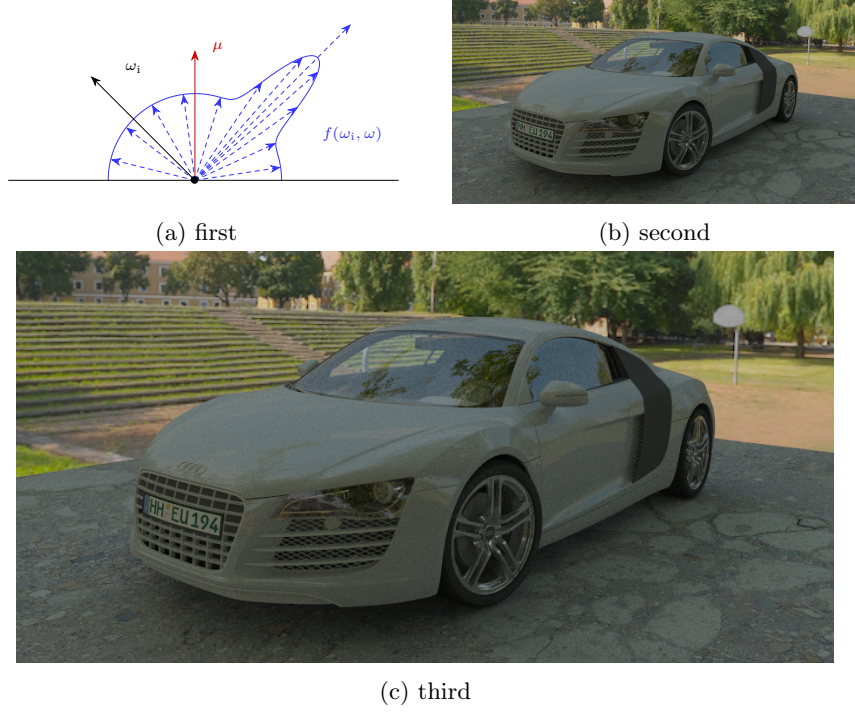 μ
ω_i
f(ω_i, ω)
(a) first
HH EU 194
(b) second
HH EU 194
(c) third